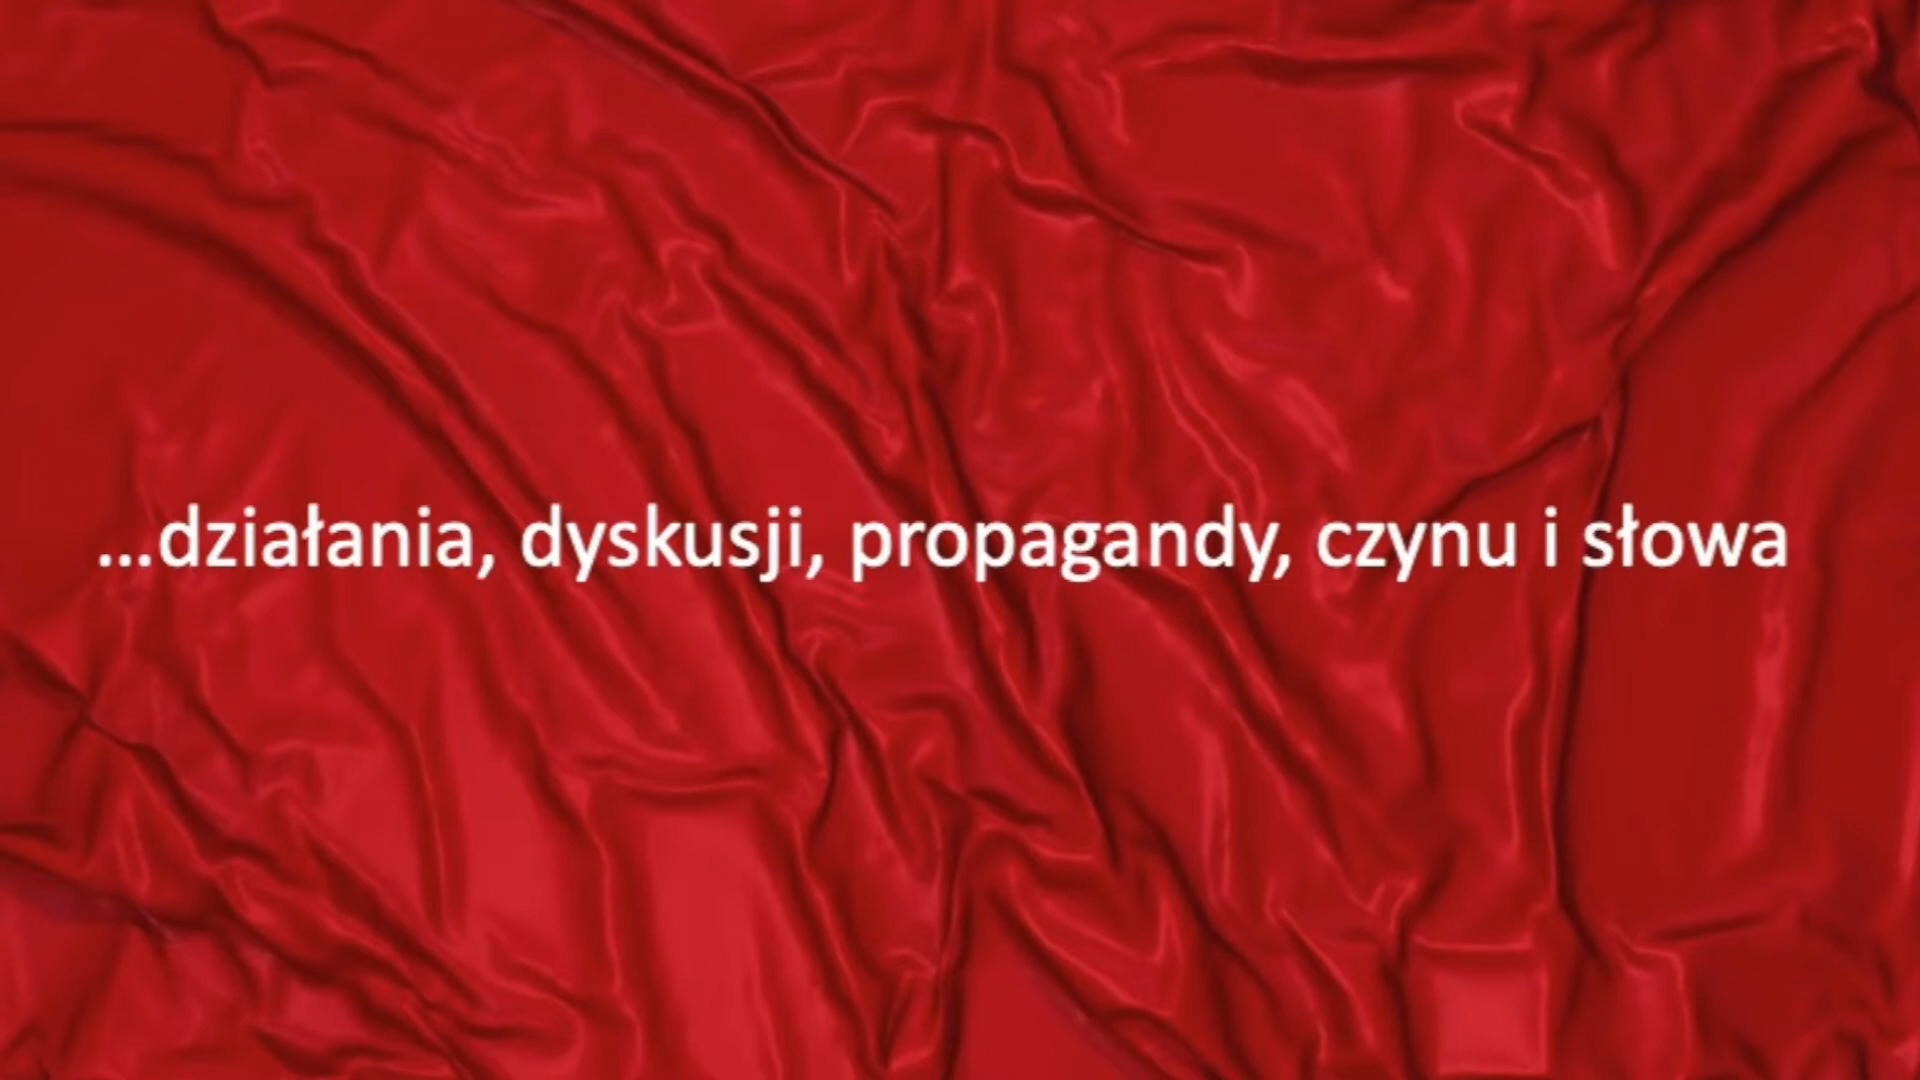 ...działania, dyskusji, propagandy, czynu i słowa